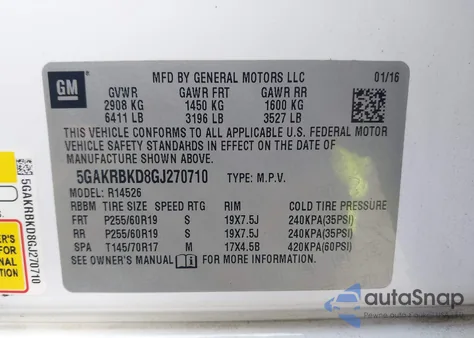 GM
MFD BY GENERAL MOTORS LLC 01/16
GVWR GAWR FRT GAWR RR
2908 KG 1450 KG 1600 KG
6411 LB 3196 LB 3527 LB
THIS VEHICLE CONFORMS TO ALL APPLICABLE U.S. FEDERAL MOTOR
VEHICLE SAFETY STANDARDS IN EFFECT ON THE DATE OF
MANUFACTURE SHOWN ABOVE.
5GAKRBKD8GJ270710 TYPE: M.P.V.
MODEL: R14526
RBBM TIRE SIZE SPEED RTG RIM COLD TIRE PRESSURE
FRT P255/60R19 S 19X7.5J 240KPA(35PSI)
RR P255/60R19 S 19X7.5J 240KPA(35PSI)
SPA T145/70R17 M 17X4.5B 420KPA(60PSI)
SEE OWNER'S MANUAL FOR MORE INFORMATION
5GAKRBKD8GJ270710
autoSnap